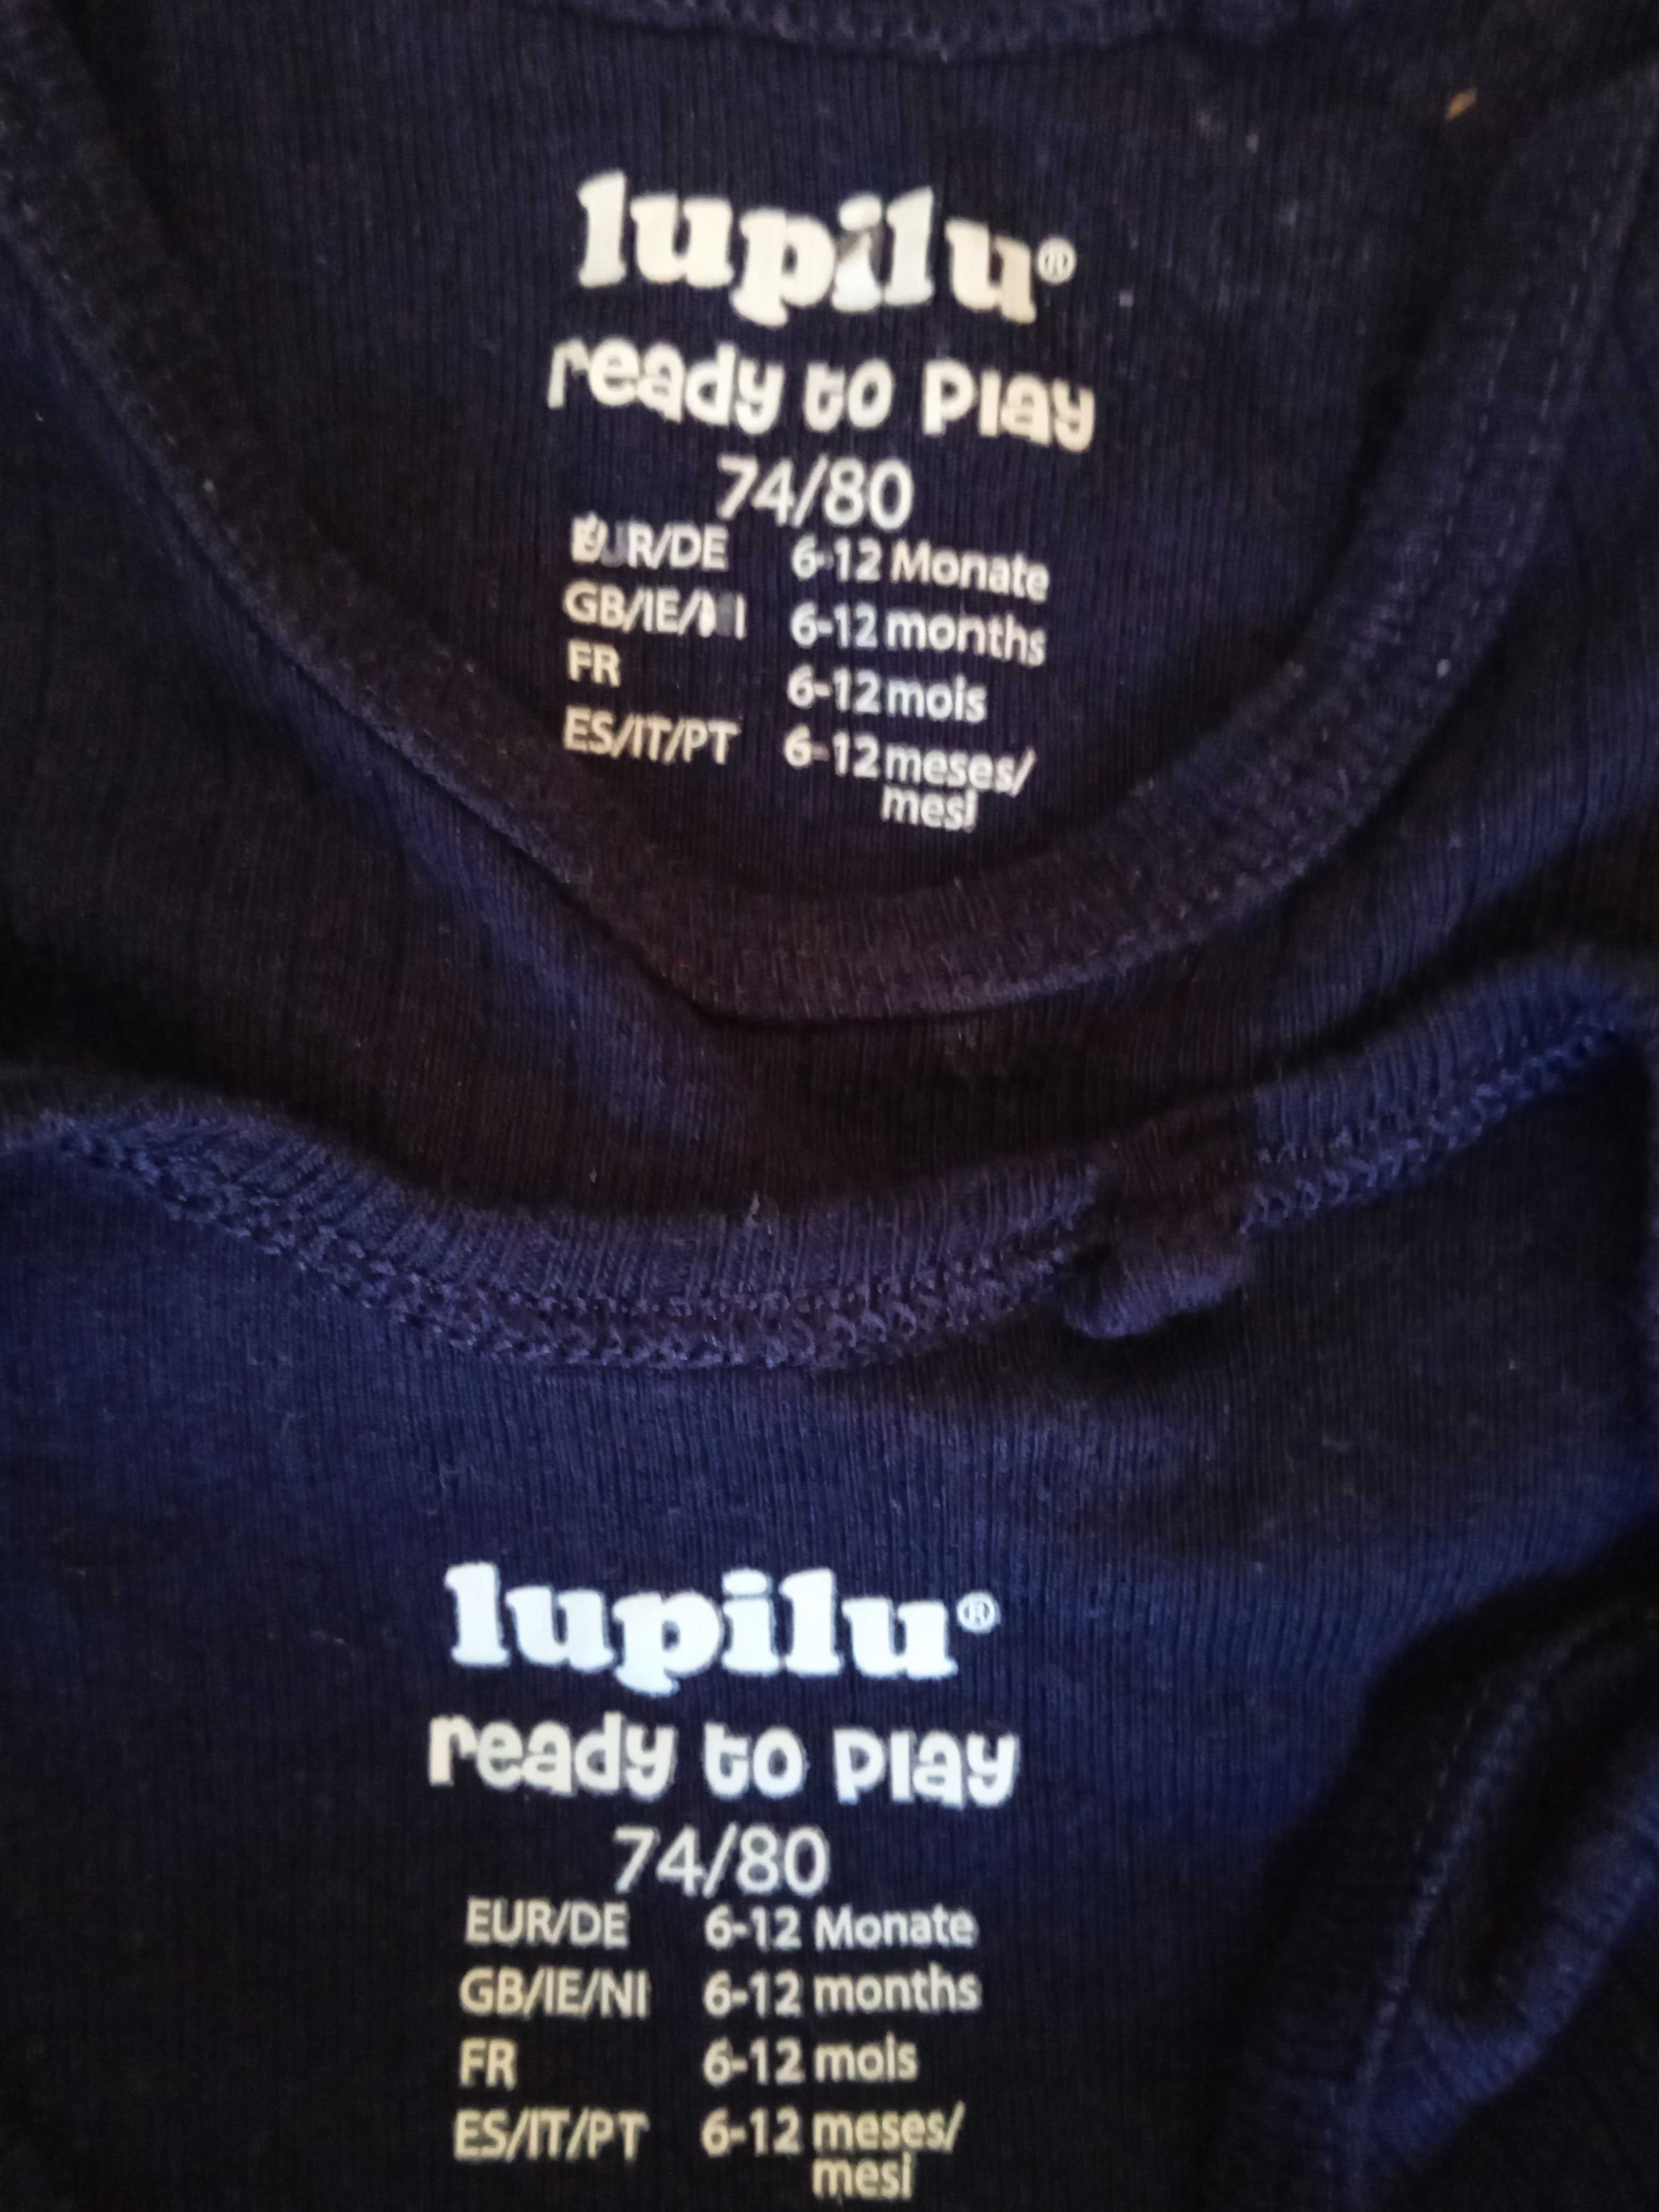 lupilu®
ready to play
74/80
EUR/DE 6-12 Monate
GB/IE/NI 6-12 months
FR 6-12 mois
ES/IT/PT 6-12 meses/
mesi
lupilu®
ready to play
74/80
EUR/DE 6-12 Monate
GB/IE/NI 6-12 months
FR 6-12 mois
ES/IT/PT 6-12 meses/
mesi